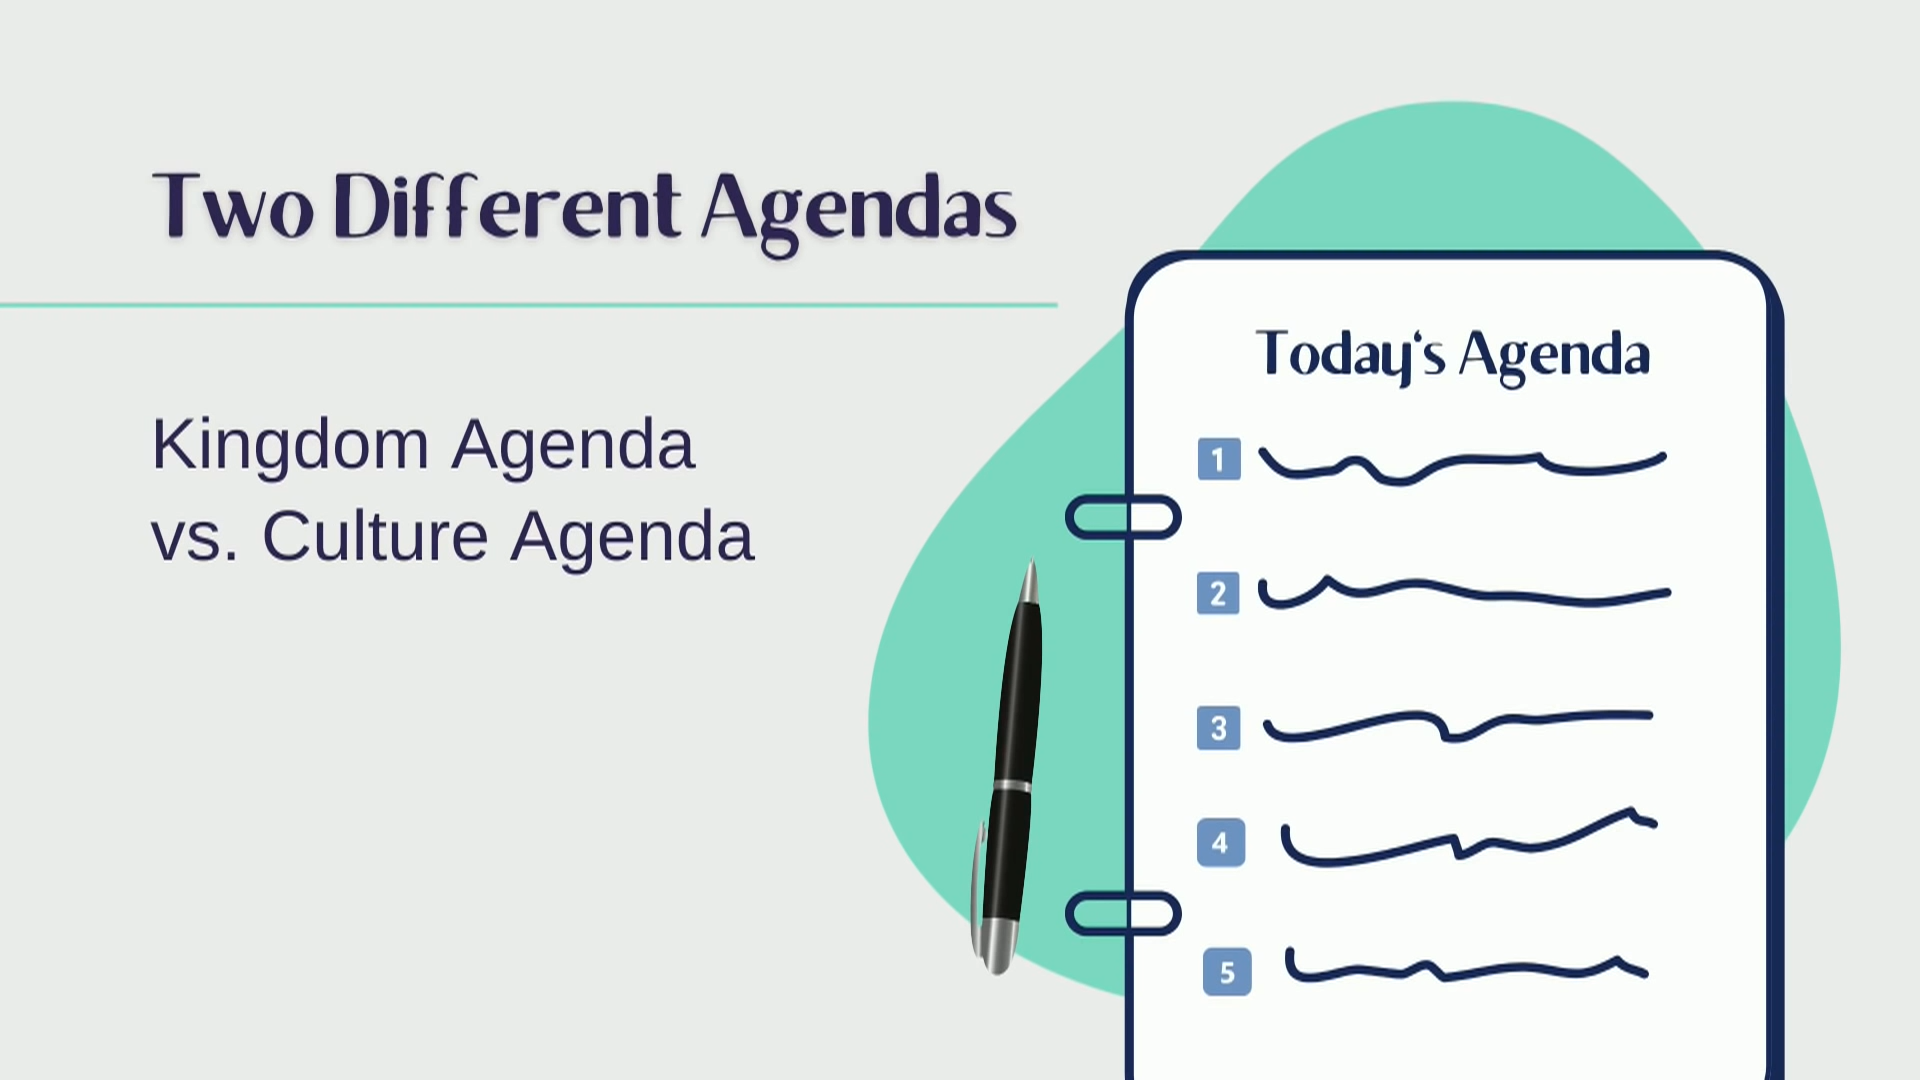 Two Different Agendas
Kingdom Agenda
vs. Culture Agenda
Today‘s Agenda
1
2
3
4
5